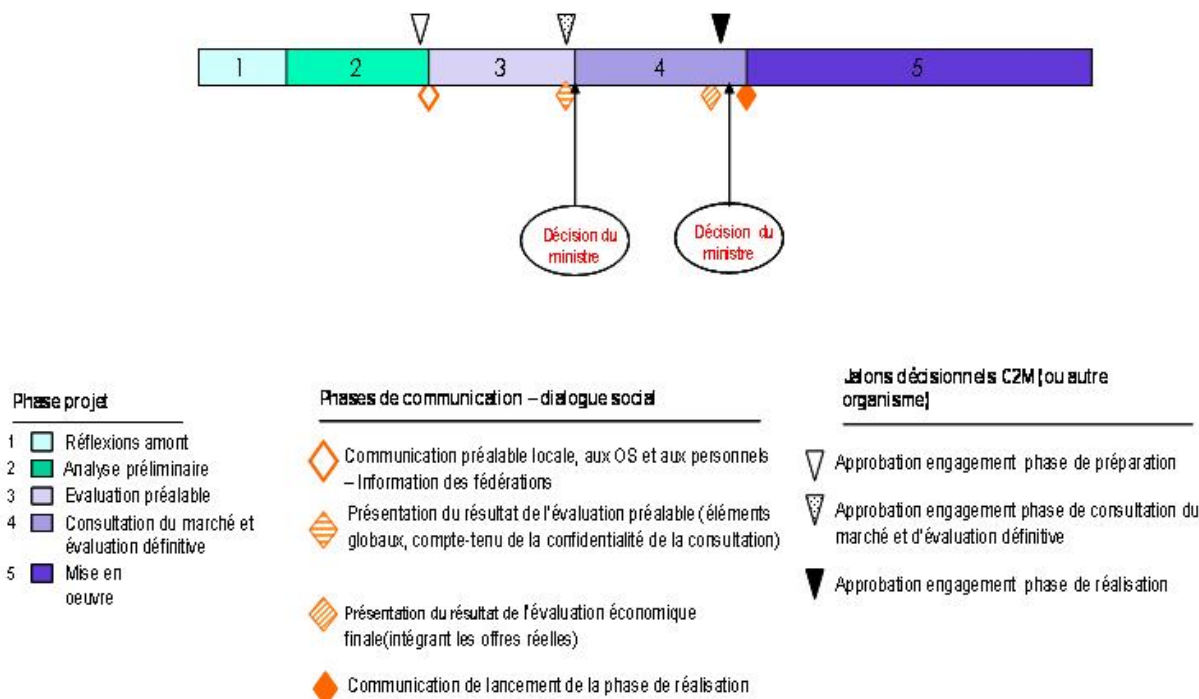 1 2 3 4 5
Décision du
ministre
Décision du
ministre
Phase projet
1 Réflexions amont
2 Analyse préliminaire
3 Evaluation préalable
4 Consultation du marché et
évaluation définitive
5 Mise en
oeuvre
Phases de communication – dialogue social
Communication préalable locale, aux OS et aux personnels
– Information des fédérations
Présentation du résultat de l'évaluation préalable (éléments
globaux, compte-tenu de la confidentialité de la consultation)
Présentation du résultat de l'évaluation économique
finale(intégrant les offres réelles)
Communication de lancement de la phase de réalisation
Jalons décisionnels C2M (ou autre
organisme)
Approbation engagement phase de préparation
Approbation engagement phase de consultation du
marché et d'évaluation définitive
Approbation engagement phase de réalisation